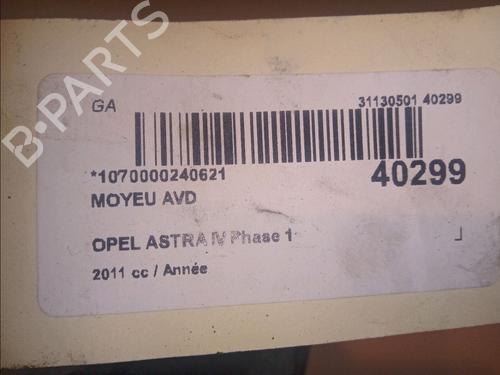 B-PARTS
GA
31130501 40299
*1070000240621
40299
MOYEU AVD
OPEL ASTRA IV Phase 1
2011 cc / Année